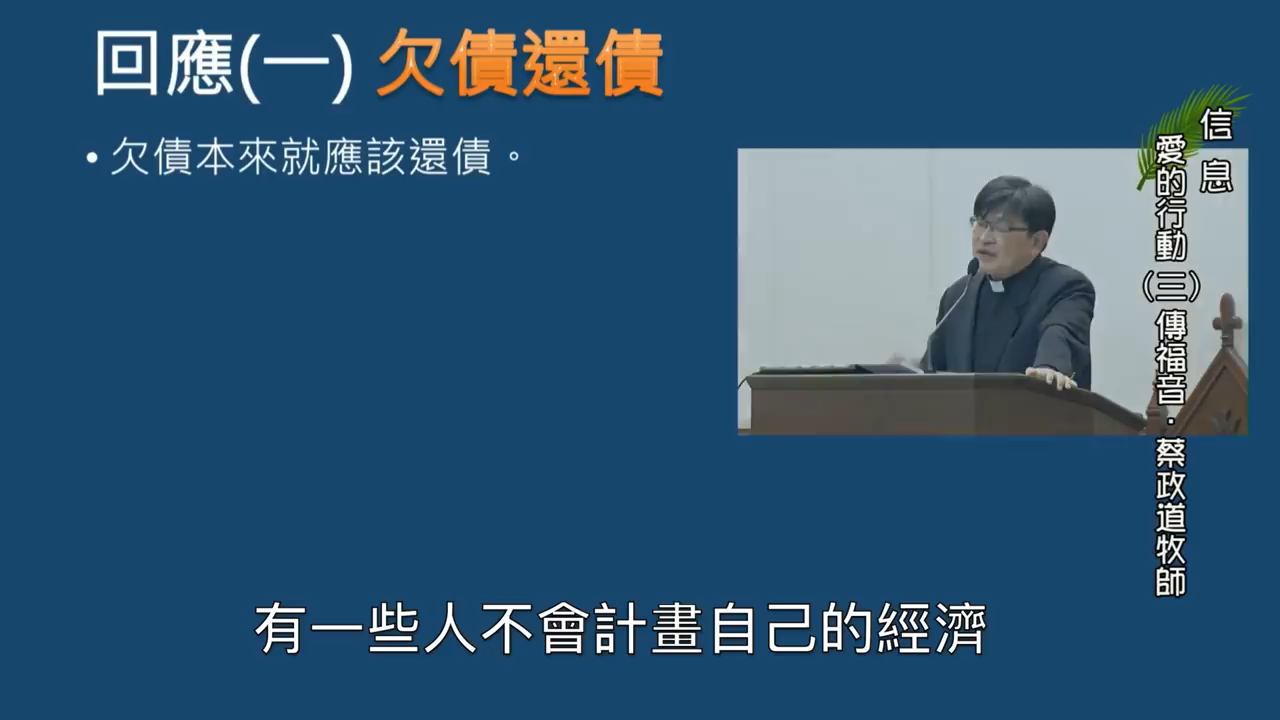 回應(一) 欠債還債
• 欠債本來就應該還債。
信息
愛的行動(三)傳福音·蔡政道牧師
有一些人不會計畫自己的經濟